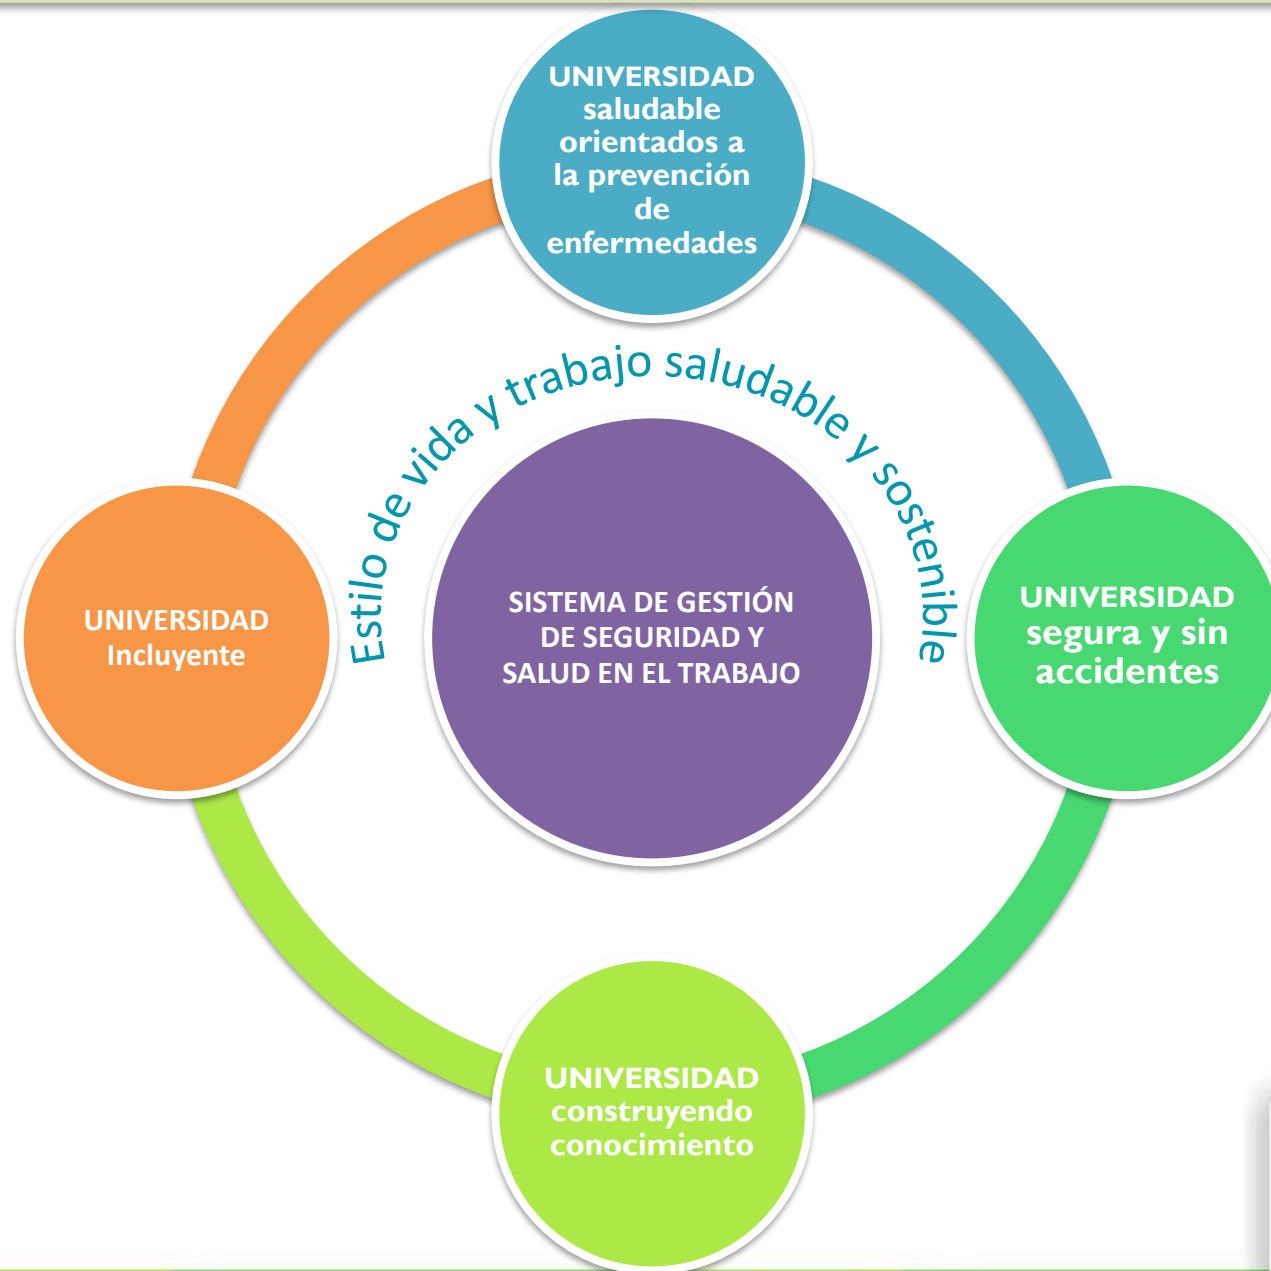 UNIVERSIDAD
saludable
orientados a
la prevención
de
enfermedades
Estilo de vida y trabajo saludable y sostenible
UNIVERSIDAD
Incluyente
SISTEMA DE GESTIÓN
DE SEGURIDAD Y
SALUD EN EL TRABAJO
UNIVERSIDAD
segura y sin
accidentes
UNIVERSIDAD
construyendo
conocimiento